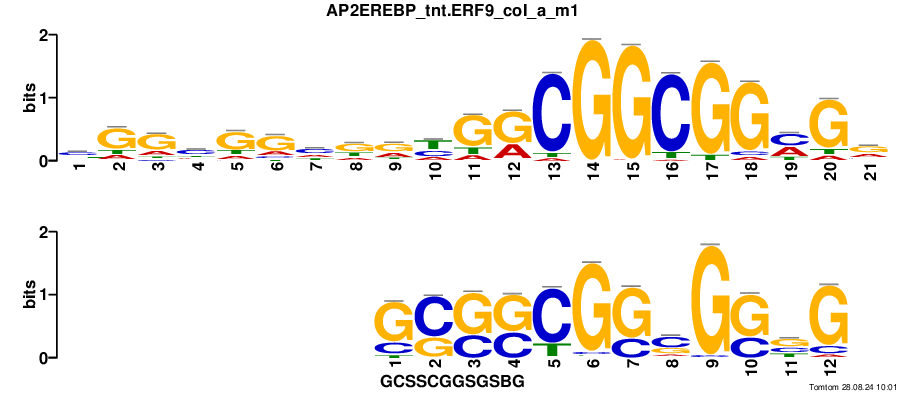 AP2EREBP_tnt.ERF9_col_a_m1
2
bits
1
0
1 2 3 4 5 6 7 8 9 10 11 12 13 14 15 16 17 18 19 20 21
2
bits
1
0
1 2 3 4 5 6 7 8 9 10 11 12
GCSSCGGSGSBG
Tomtom 28.08.24 10:01